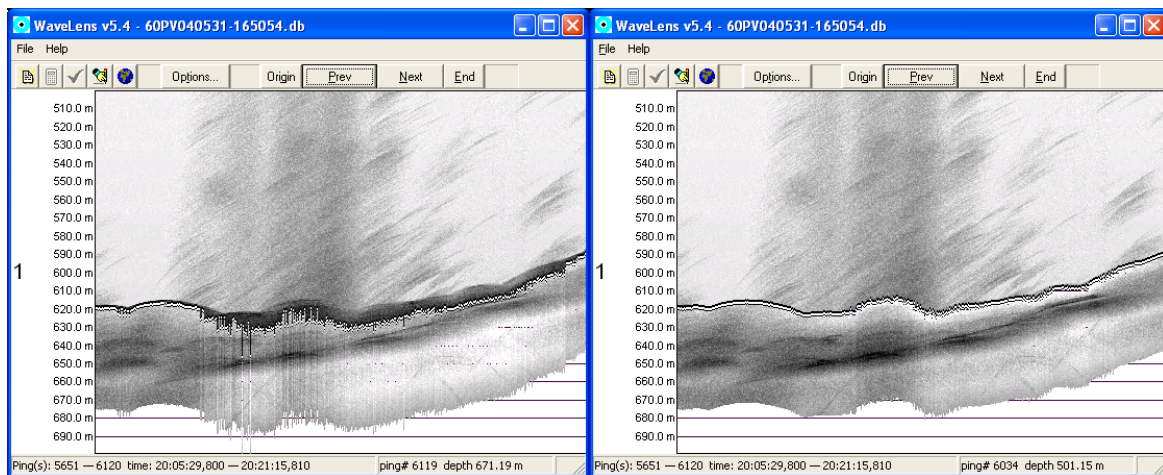 WaveLens v5.4 - 60PV040531-165054.db
File Help
Options... Origin Prev Next End
510.0 m
520.0 m
530.0 m
540.0 m
550.0 m
560.0 m
570.0 m
580.0 m
590.0 m
1
600.0 m
610.0 m
620.0 m
630.0 m
640.0 m
650.0 m
660.0 m
670.0 m
680.0 m
690.0 m
Ping(s): 5651 — 6120 time: 20:05:29,800 — 20:21:15,810 ping# 6119 depth 671.19 m
WaveLens v5.4 - 60PV040531-165054.db
File Help
Options... Origin Prev Next End
510.0 m
520.0 m
530.0 m
540.0 m
550.0 m
560.0 m
570.0 m
580.0 m
590.0 m
1
600.0 m
610.0 m
620.0 m
630.0 m
640.0 m
650.0 m
660.0 m
670.0 m
680.0 m
690.0 m
Ping(s): 5651 — 6120 time: 20:05:29,800 — 20:21:15,810 ping# 6034 depth 501.15 m